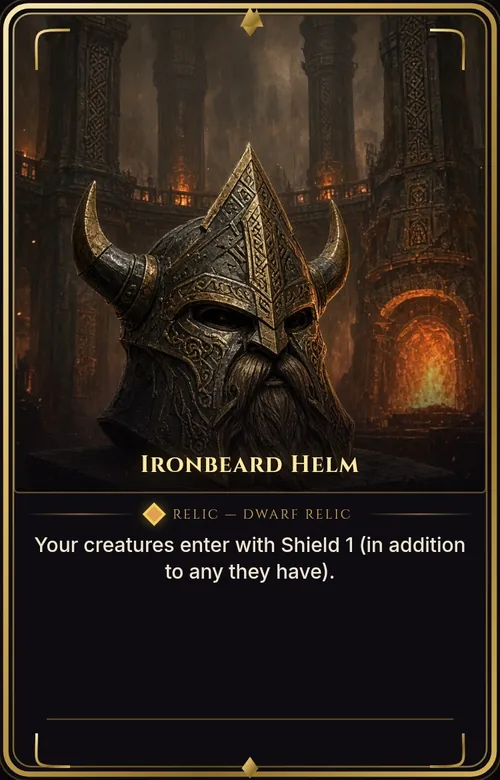 Ironbeard Helm
RELIC — DWARF RELIC
Your creatures enter with Shield 1 (in addition
to any they have).